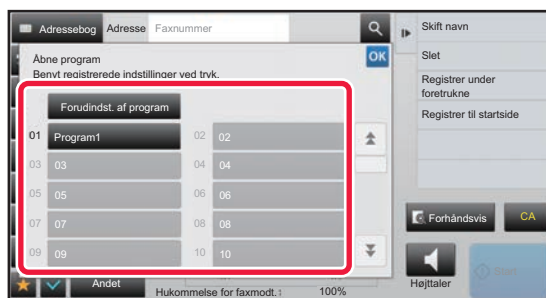 Adressebog
Adresse
Faxnummer
Skift navn
Åbne program
OK
Slet
Benyt registrerede indstillinger ved tryk.
Registrer under
foretrukne
Forudindst. af program
Registrer til startside
01 Program1
02 02
03 03
04 04
05 05
06 06
07 07
08 08
Forhåndsvis
CA
09 09
10 10
Start
Andet
Hukommelse for faxmodt.:
100%
Højttaler